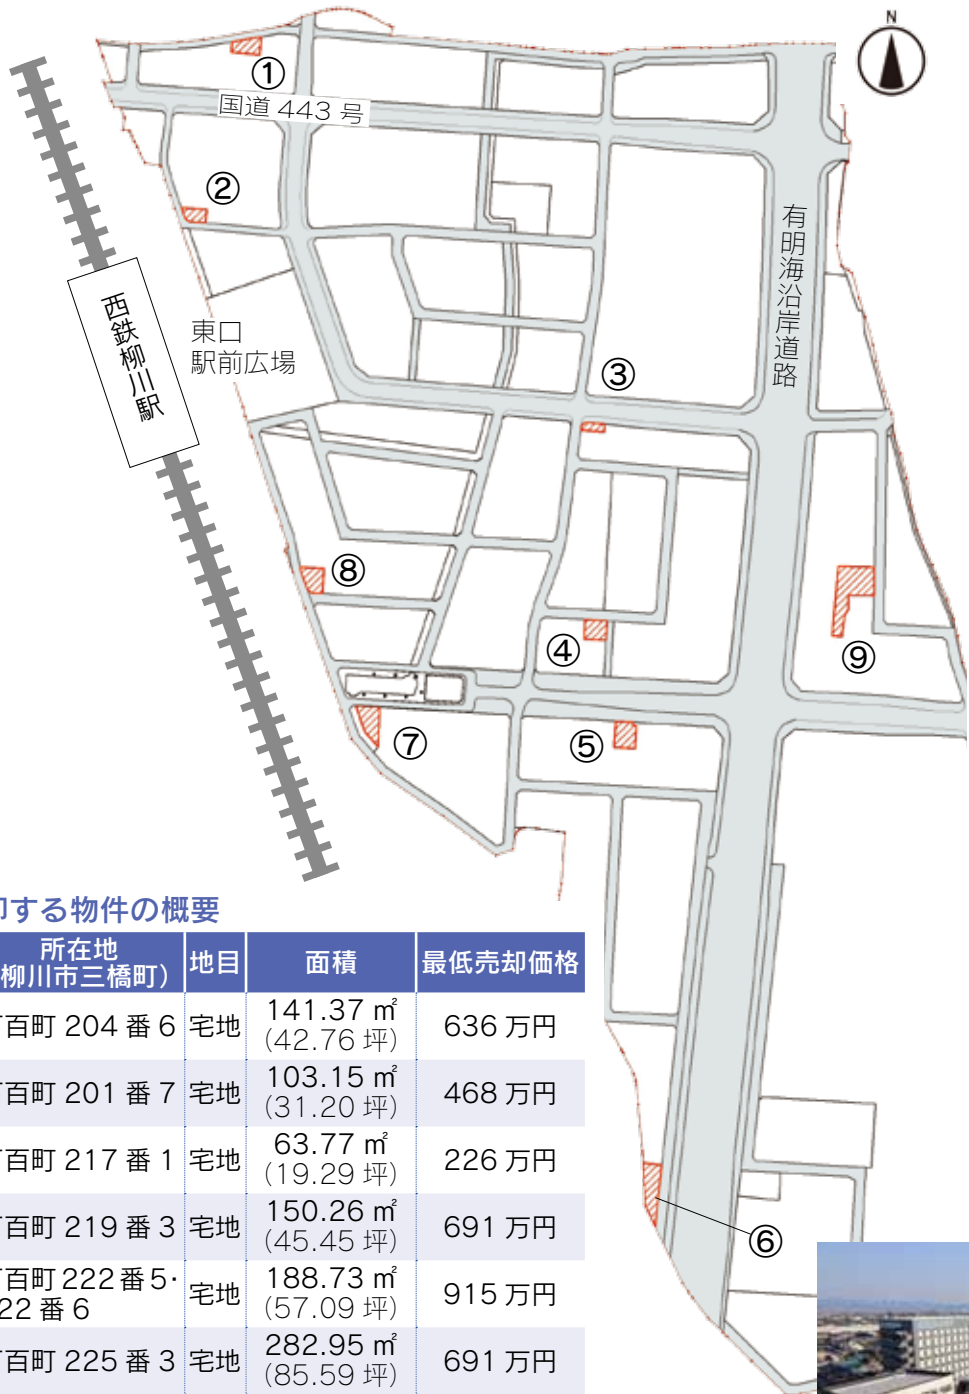 N
①
国道 443 号
②
有明海沿岸道路
西鉄柳川駅
東口
駅前広場
③
⑧
④
⑨
⑦
⑤
⑥
する物件の概要
所在地
柳川市三橋町)
地目
面積
最低売却価格
百町 204 番 6
宅地
141.37 ㎡
(42.76 坪)
636 万円
百町 201 番 7
宅地
103.15 ㎡
(31.20 坪)
468 万円
百町 217 番 1
宅地
63.77 ㎡
(19.29 坪)
226 万円
百町 219 番 3
宅地
150.26 ㎡
(45.45 坪)
691 万円
百町 222 番 5・
22 番 6
宅地
188.73 ㎡
(57.09 坪)
915 万円
百町 225 番 3
宅地
282.95 ㎡
(85.59 坪)
691 万円